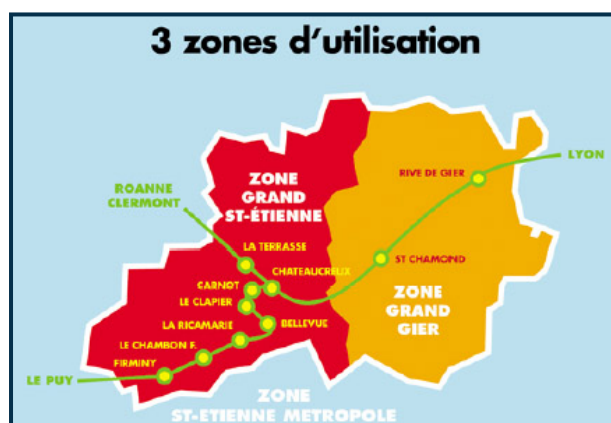 3 zones d'utilisation
LYON
RIVE DE GIER
ROANNE
CLERMONT
ZONE
GRAND
ST-ÉTIENNE
LA TERRASSE
ST CHAMOND
CHATEAUCREUX
CARNOT
LE CLAPIER
ZONE
GRAND
GIER
LA RICAMARIE
BELLEVUE
LE CHAMBON F.
FIRMINY
LE PUY
ZONE
ST-ETIENNE METROPOLE